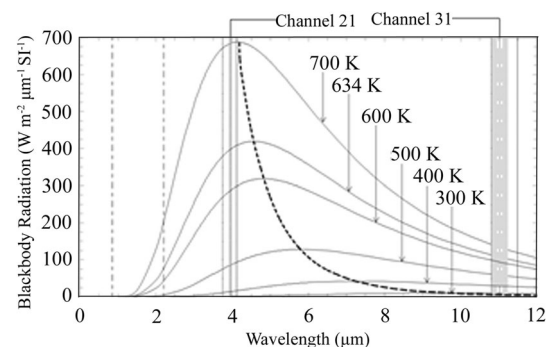 Channel 21 Channel 31
Blackbody Radiation (W m⁻² μm⁻¹ SI⁻¹)
700
600
500
400
300
200
100
0
700 K
634 K
600 K
500 K
400 K
300 K
0 2 4 6 8 10 12
Wavelength (μm)